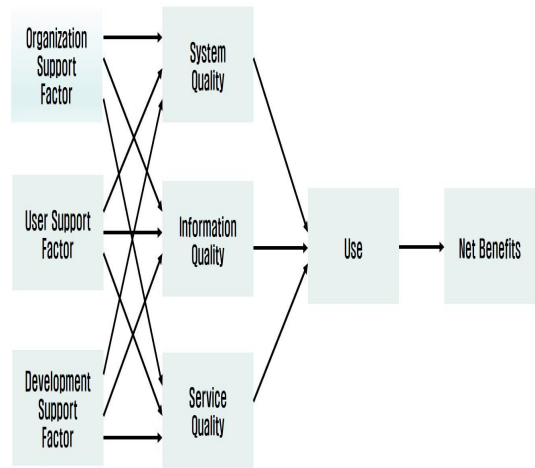 Organization
Support
Factor
System
Quality
User Support
Factor
Information
Quality
Use
Net Benefits
Development
Support
Factor
Service
Quality